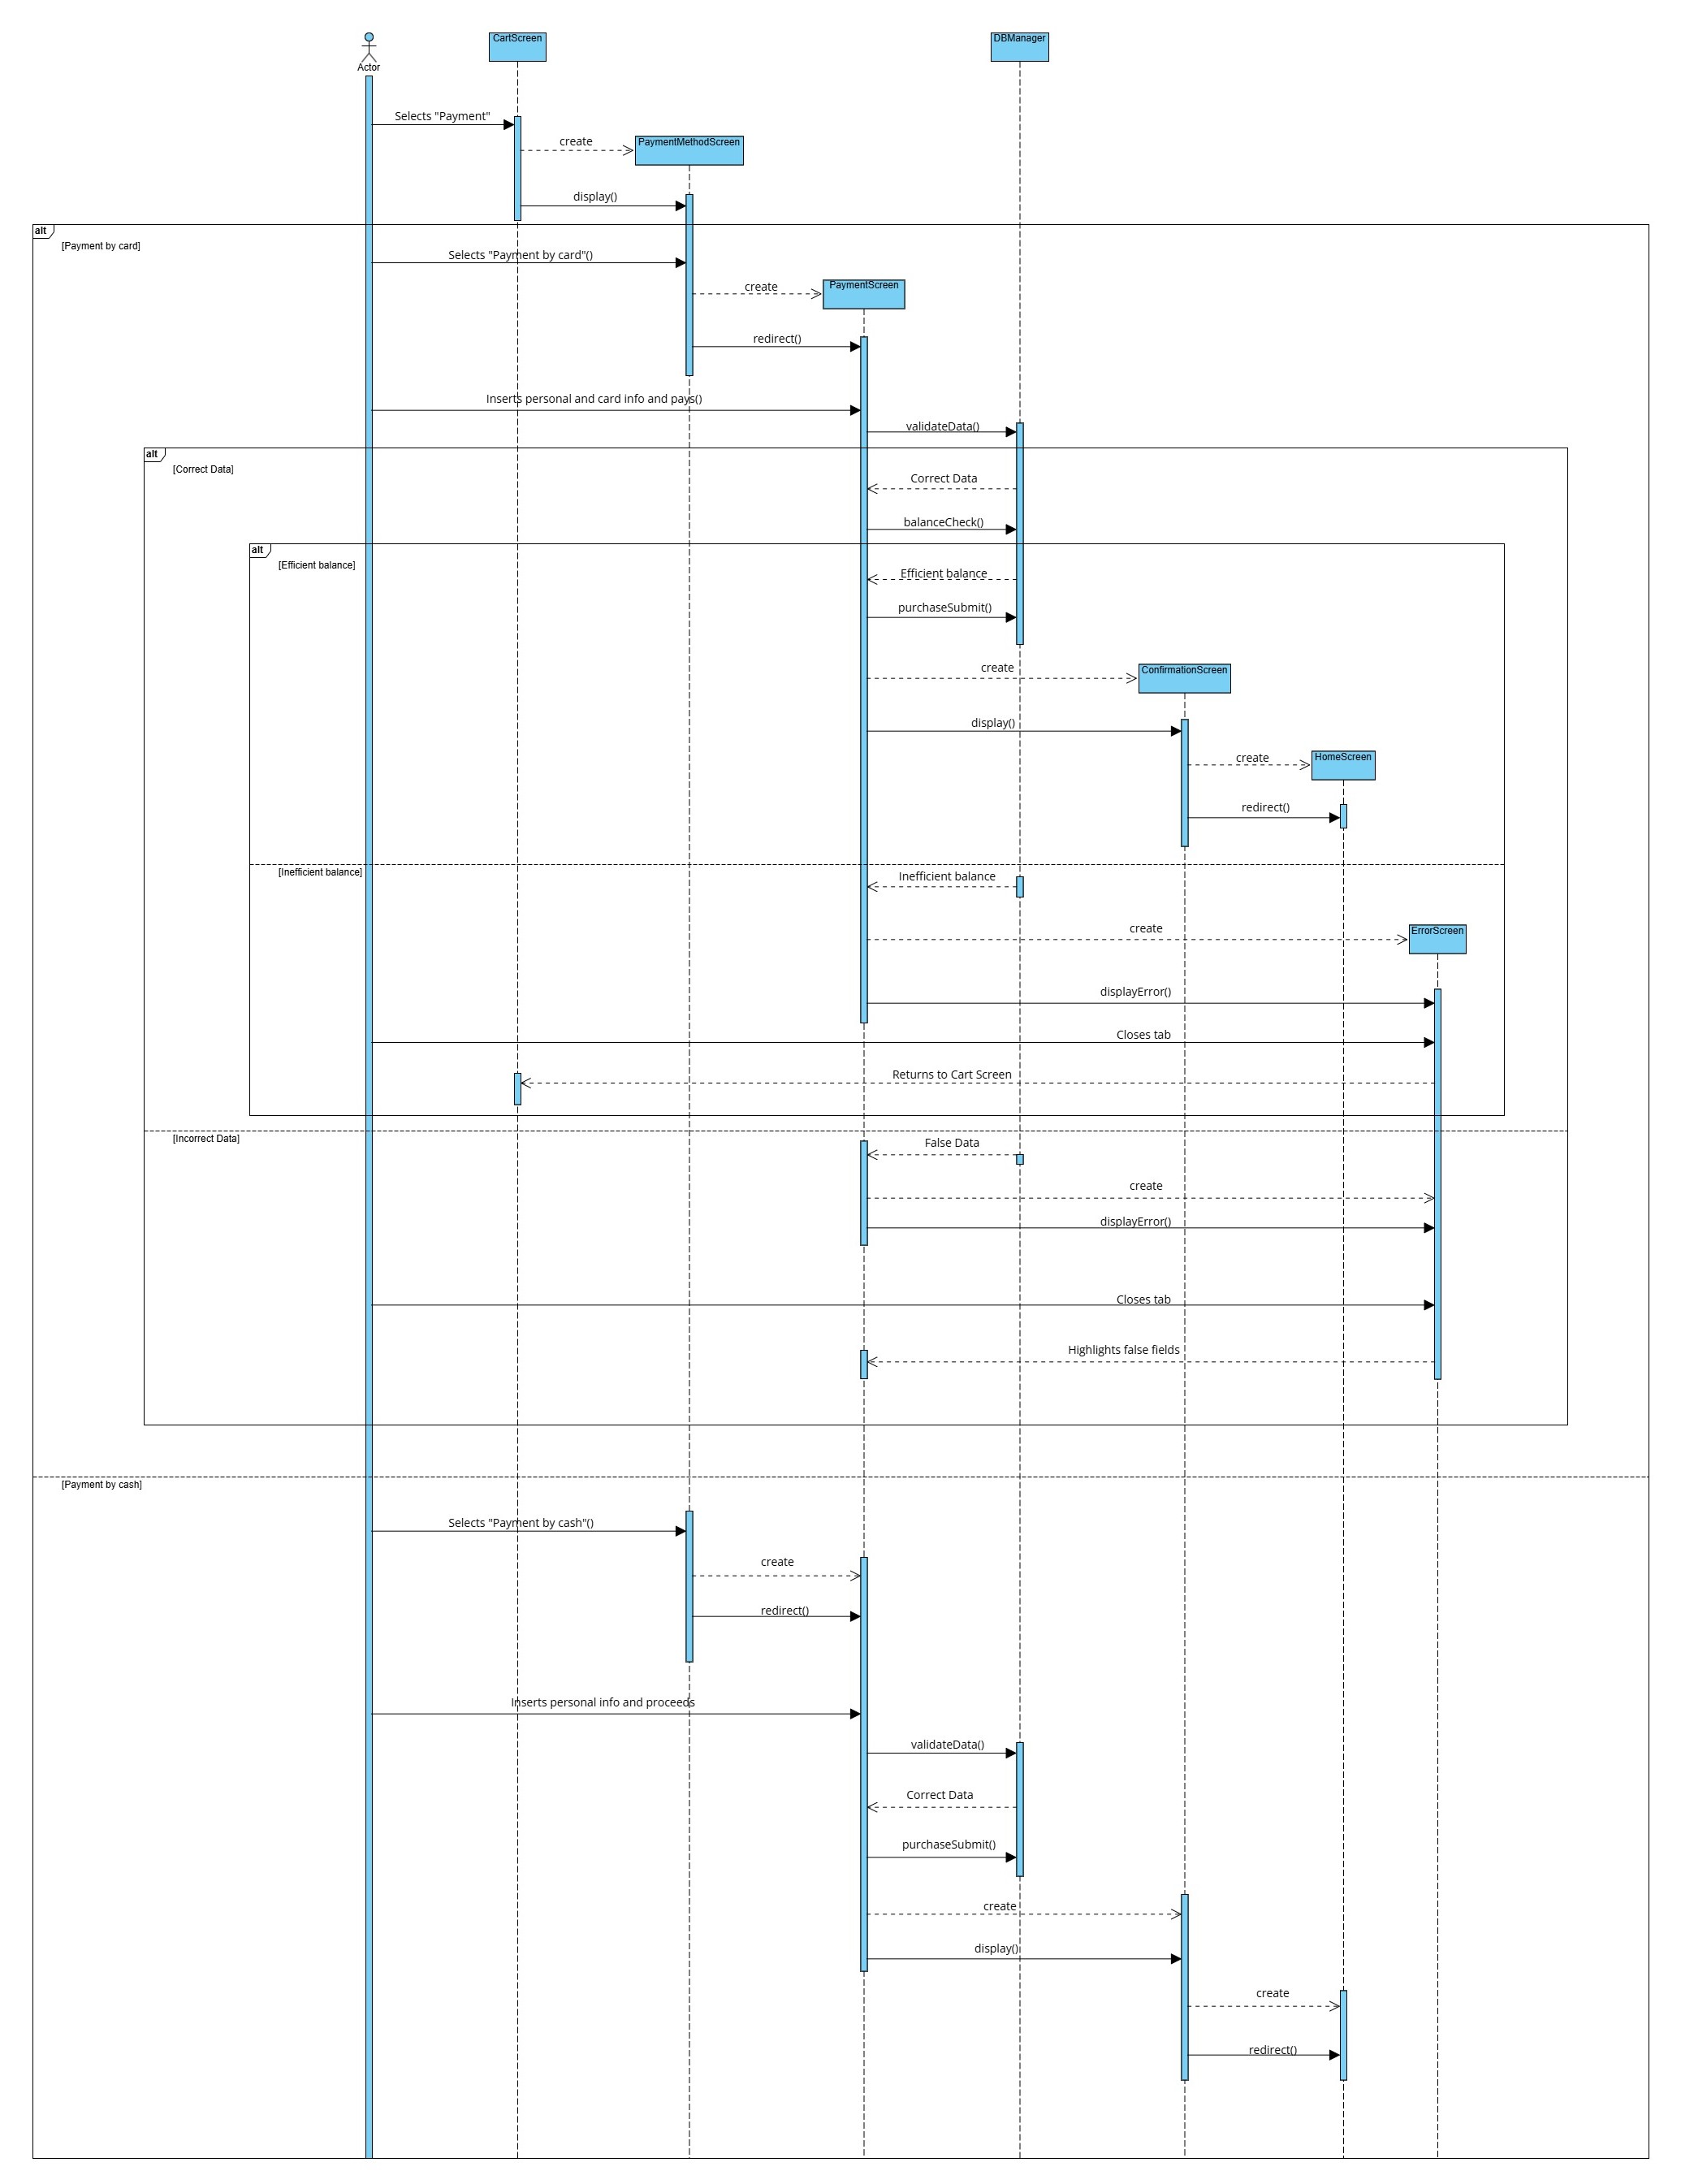 CartScreen
DBManager
Actor
Selects "Payment"
create
PaymentMethodScreen
display()
alt
[Payment by card]
Selects "Payment by card"()
create
PaymentScreen
redirect()
Inserts personal and card info and pays()
validateData()
alt
[Correct Data]
Correct Data
balanceCheck()
alt
[Efficient balance]
Efficient balance
purchaseSubmit()
create
ConfirmationScreen
display()
create
HomeScreen
redirect()
[Inefficient balance]
Inefficient balance
create
ErrorScreen
displayError()
Closes tab
Returns to Cart Screen
[Incorrect Data]
False Data
create
displayError()
Closes tab
Highlights false fields
[Payment by cash]
Selects "Payment by cash"()
create
redirect()
Inserts personal info and proceeds
validateData()
Correct Data
purchaseSubmit()
create
display()
create
redirect()